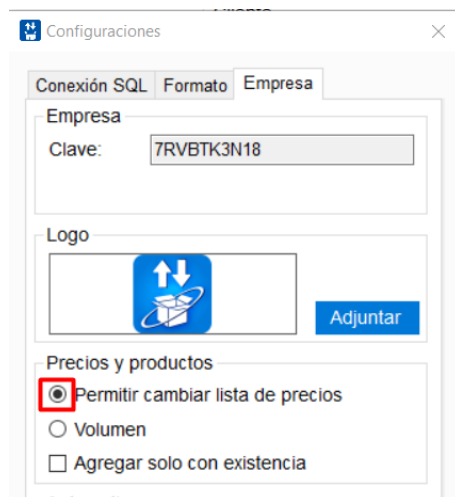 Configuraciones
Conexión SQL Formato Empresa
Empresa
Clave: 7RVBTK3N18
Logo
Adjuntar
Precios y productos
Permitir cambiar lista de precios
Volumen
Agregar solo con existencia